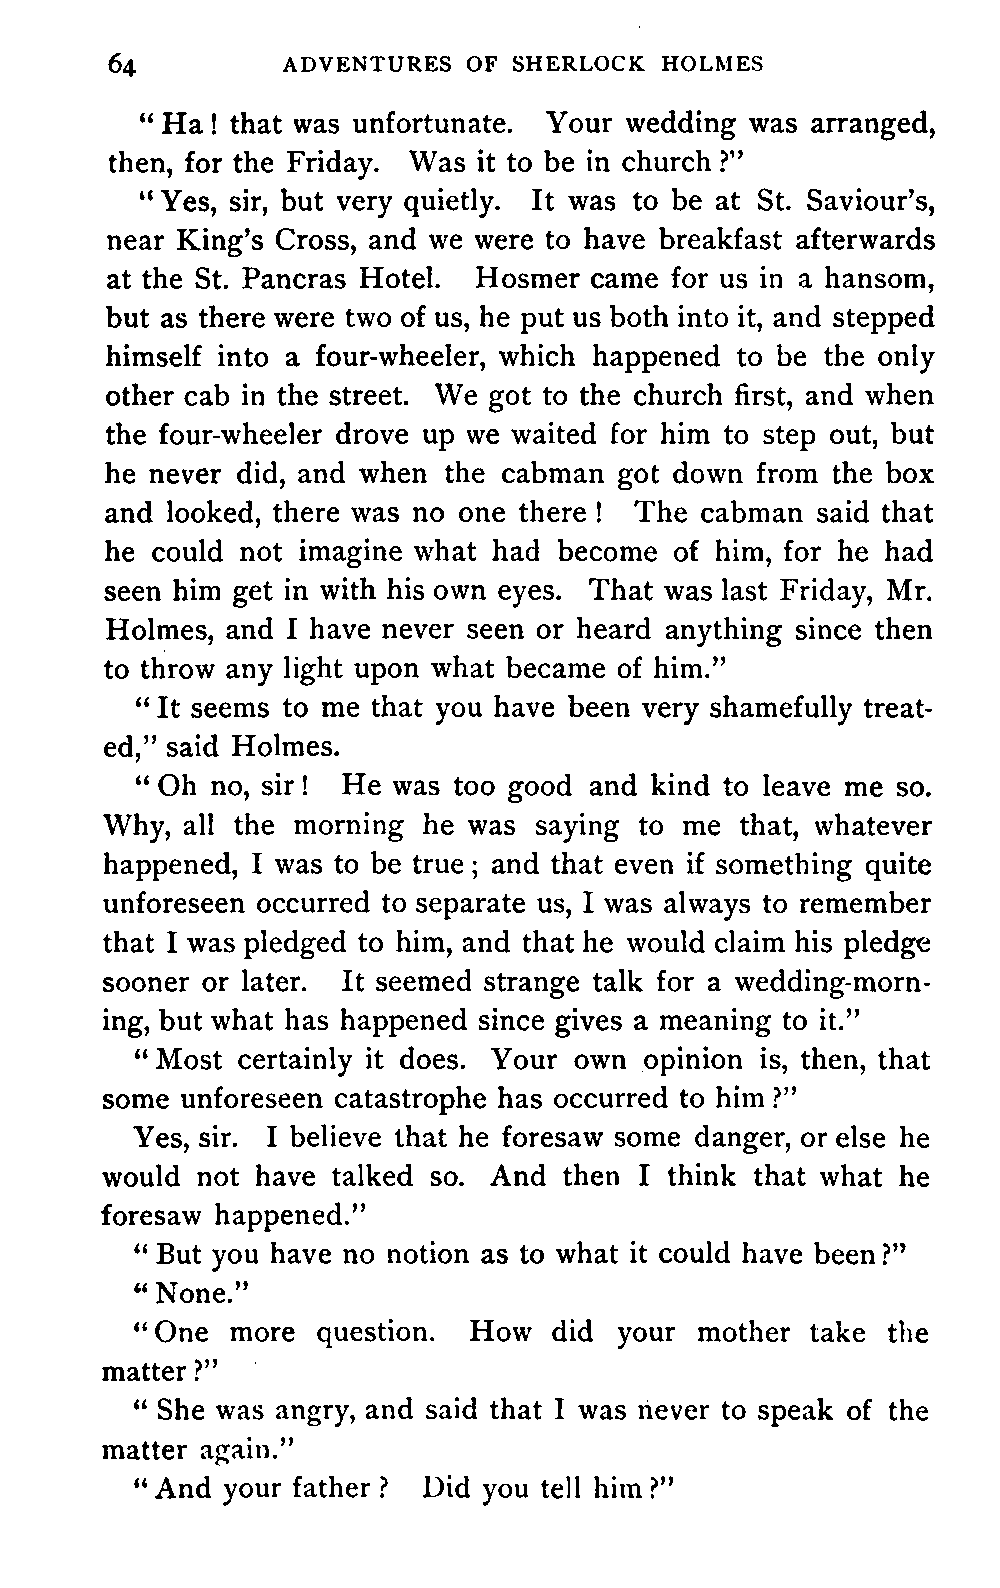 64 ADVENTURES OF SHERLOCK HOLMES
"Ha! that was unfortunate. Your wedding was arranged,
then, for the Friday. Was it to be in church?"
"Yes, sir, but very quietly. It was to be at St. Saviour's,
near King's Cross, and we were to have breakfast afterwards
at the St. Pancras Hotel. Hosmer came for us in a hansom,
but as there were two of us, he put us both into it, and stepped
himself into a four-wheeler, which happened to be the only
other cab in the street. We got to the church first, and when
the four-wheeler drove up we waited for him to step out, but
he never did, and when the cabman got down from the box
and looked, there was no one there! The cabman said that
he could not imagine what had become of him, for he had
seen him get in with his own eyes. That was last Friday, Mr.
Holmes, and I have never seen or heard anything since then
to throw any light upon what became of him."
"It seems to me that you have been very shamefully treat-
ed," said Holmes.
"Oh no, sir! He was too good and kind to leave me so.
Why, all the morning he was saying to me that, whatever
happened, I was to be true; and that even if something quite
unforeseen occurred to separate us, I was always to remember
that I was pledged to him, and that he would claim his pledge
sooner or later. It seemed strange talk for a wedding-morn-
ing, but what has happened since gives a meaning to it."
"Most certainly it does. Your own opinion is, then, that
some unforeseen catastrophe has occurred to him?"
Yes, sir. I believe that he foresaw some danger, or else he
would not have talked so. And then I think that what he
foresaw happened."
"But you have no notion as to what it could have been?"
"None."
"One more question. How did your mother take the
matter?"
"She was angry, and said that I was never to speak of the
matter again."
"And your father? Did you tell him?"